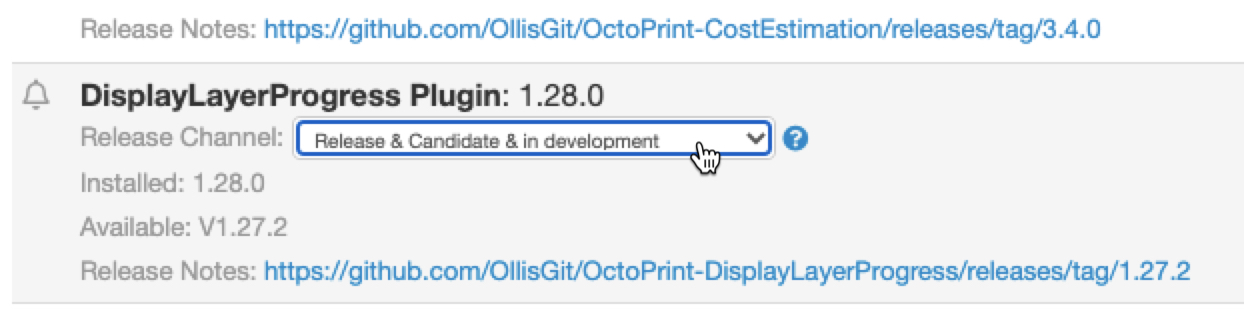 Release Notes: https://github.com/OllisGit/OctoPrint-CostEstimation/releases/tag/3.4.0
DisplayLayerProgress Plugin: 1.28.0
Release Channel: Release & Candidate & in development
Installed: 1.28.0
Available: V1.27.2
Release Notes: https://github.com/OllisGit/OctoPrint-DisplayLayerProgress/releases/tag/1.27.2